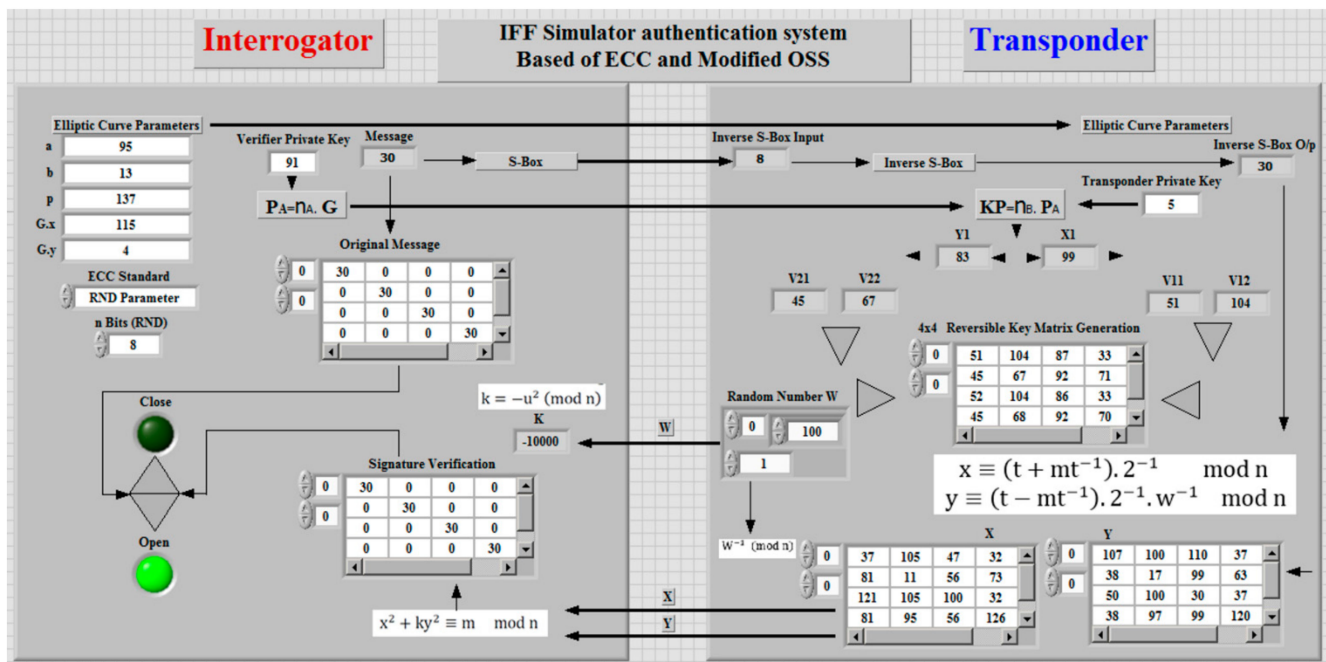 Interrogator
IFF Simulator authentication system
Based of ECC and Modified OSS
Transponder
Elliptic Curve Parameters
a 95
b 13
p 137
G.x 115
G.y 4
ECC Standard
RND Parameter
n Bits (RND)
8
Verifier Private Key
91
Message
30
S-Box
PA=nA. G
Original Message
0
0
30 0 0 0
0 30 0 0
0 0 30 0
0 0 0 30
Close
Open
k = −u² (mod n)
K
-10000
Signature Verification
0
0
30 0 0 0
0 30 0 0
0 0 30 0
0 0 0 30
x² + ky² ≡ m mod n
W
X
Y
Inverse S-Box Input
8
Inverse S-Box
Elliptic Curve Parameters
Inverse S-Box O/p
30
Transponder Private Key
5
KP=nB. PA
Y1
83
X1
99
V21 V22
45 67
V11 V12
51 104
4x4 Reversible Key Matrix Generation
0
0
51 104 87 33
45 67 92 71
52 104 86 33
45 68 92 70
Random Number W
0 100
1
x ≡ (t + mt⁻¹). 2⁻¹ mod n
y ≡ (t − mt⁻¹). 2⁻¹. w⁻¹ mod n
W⁻¹ (mod n)
X
0
0
37 105 47 32
81 11 56 73
121 105 100 32
81 95 56 126
Y
0
0
107 100 110 37
38 17 99 63
50 100 30 37
38 97 99 120